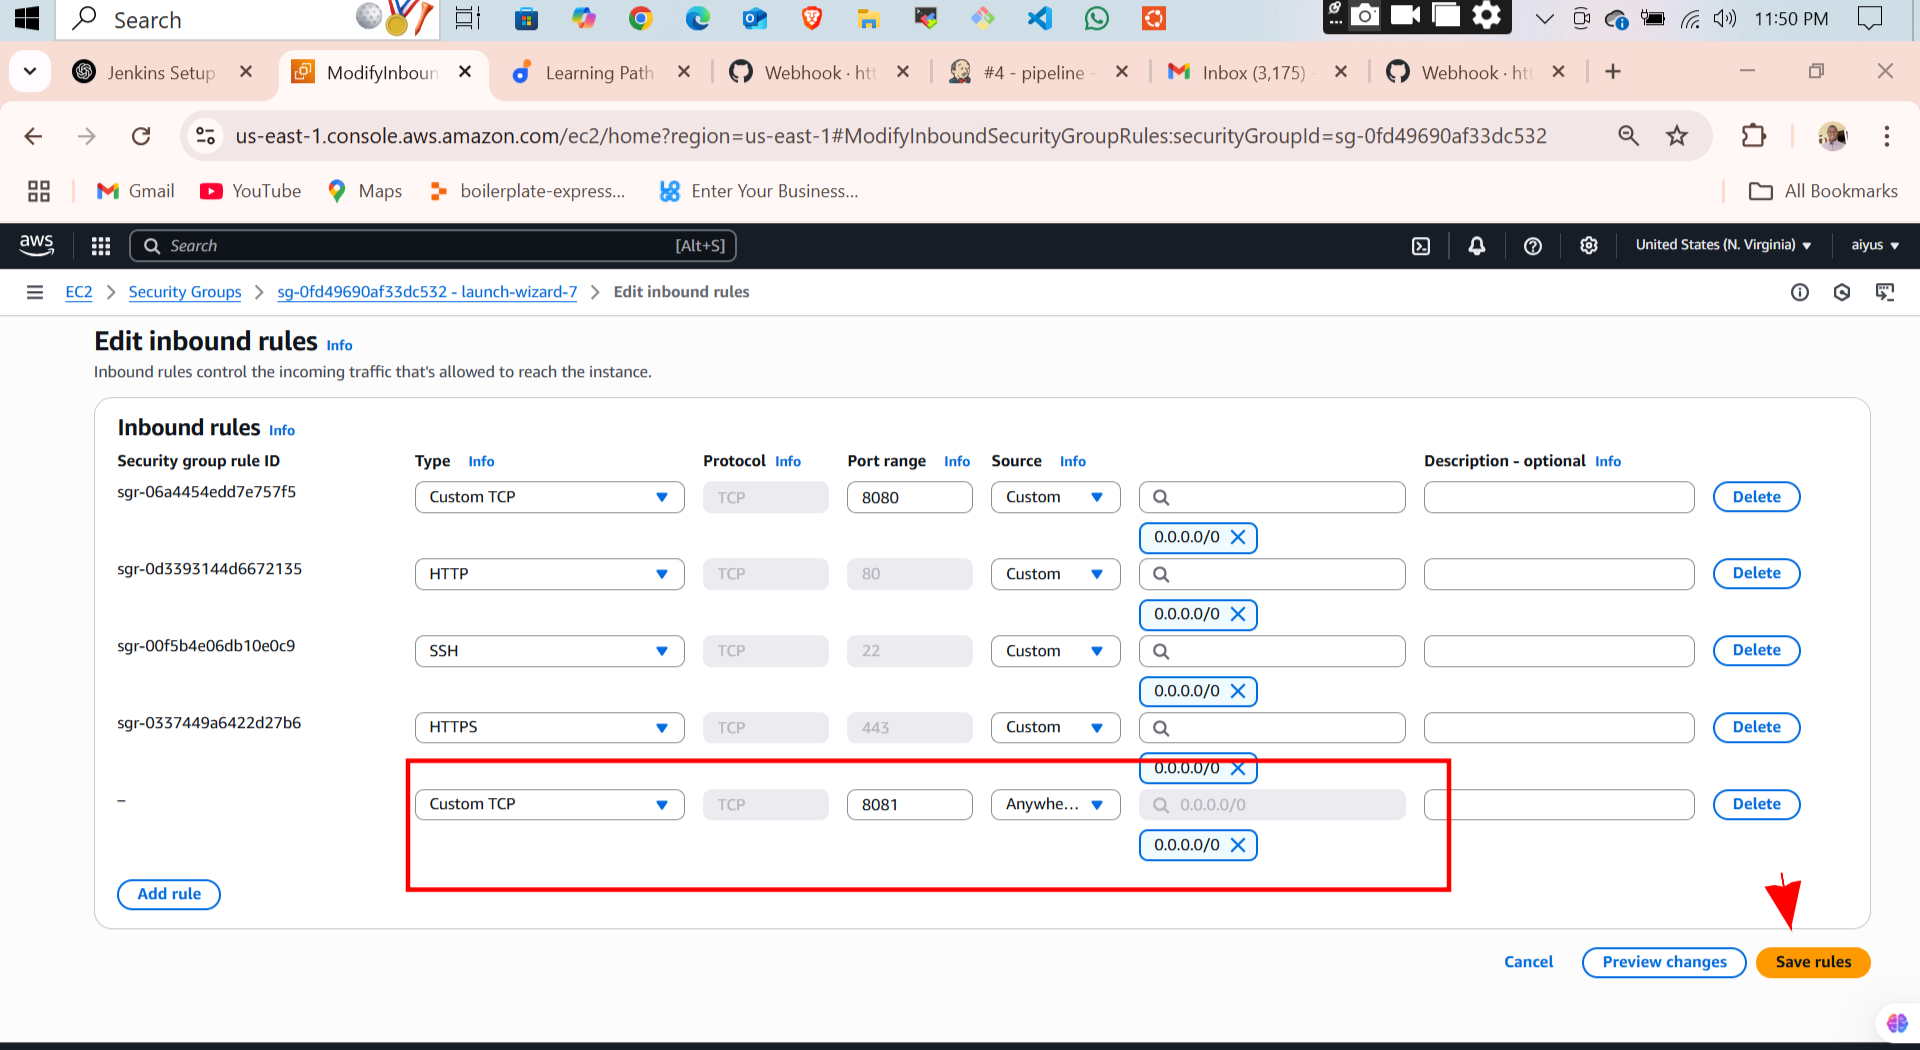 Search
11:50 PM
Jenkins Setup
ModifyInboun
Learning Path
Webhook · htt
#4 - pipeline -
Inbox (3,175)
Webhook · htt
us-east-1.console.aws.amazon.com/ec2/home?region=us-east-1#ModifyInboundSecurityGroupRules:securityGroupId=sg-0fd49690af33dc532
Gmail
YouTube
Maps
boilerplate-express...
Enter Your Business...
All Bookmarks
aws
Search
[Alt+S]
United States (N. Virginia)
aiyus
EC2
Security Groups
sg-0fd49690af33dc532 - launch-wizard-7
Edit inbound rules
Edit inbound rules Info
Inbound rules control the incoming traffic that's allowed to reach the instance.
Inbound rules Info
Security group rule ID Type Info Protocol Info Port range Info Source Info Description - optional Info
sgr-06a4454edd7e757f5 Custom TCP TCP 8080 Custom Delete
0.0.0.0/0
sgr-0d3393144d6672135 HTTP TCP 80 Custom Delete
0.0.0.0/0
sgr-00f5b4e06db10e0c9 SSH TCP 22 Custom Delete
0.0.0.0/0
sgr-0337449a6422d27b6 HTTPS TCP 443 Custom Delete
0.0.0.0/0
– Custom TCP TCP 8081 Anywhe... 0.0.0.0/0 Delete
0.0.0.0/0
Add rule
Cancel Preview changes Save rules